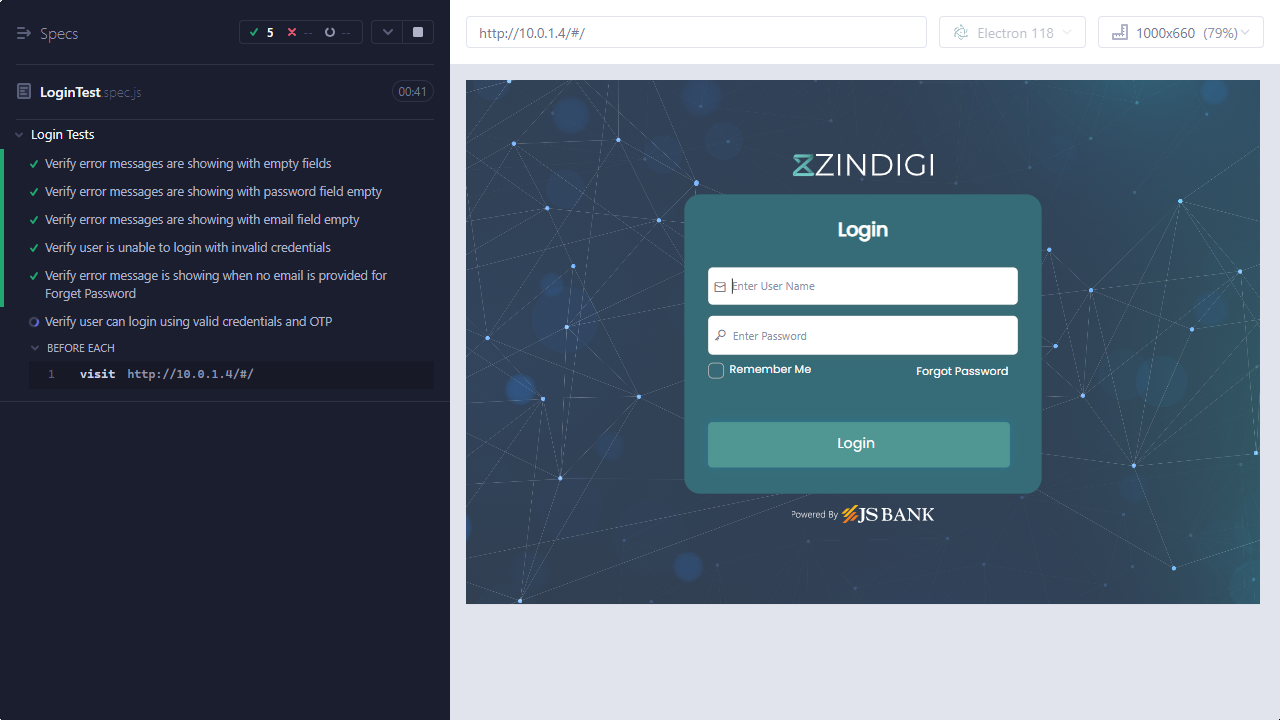 Specs
5
--
--
http://10.0.1.4/#/
Electron 118
1000x660 (79%)
LoginTest.spec.js
00:41
Login Tests
Verify error messages are showing with empty fields
Verify error messages are showing with password field empty
Verify error messages are showing with email field empty
Verify user is unable to login with invalid credentials
Verify error message is showing when no email is provided for
Forget Password
Verify user can login using valid credentials and OTP
BEFORE EACH
1 visit http://10.0.1.4/#/
ZINDIGI
Login
Enter User Name
Enter Password
Remember Me
Forgot Password
Login
Powered By JS BANK